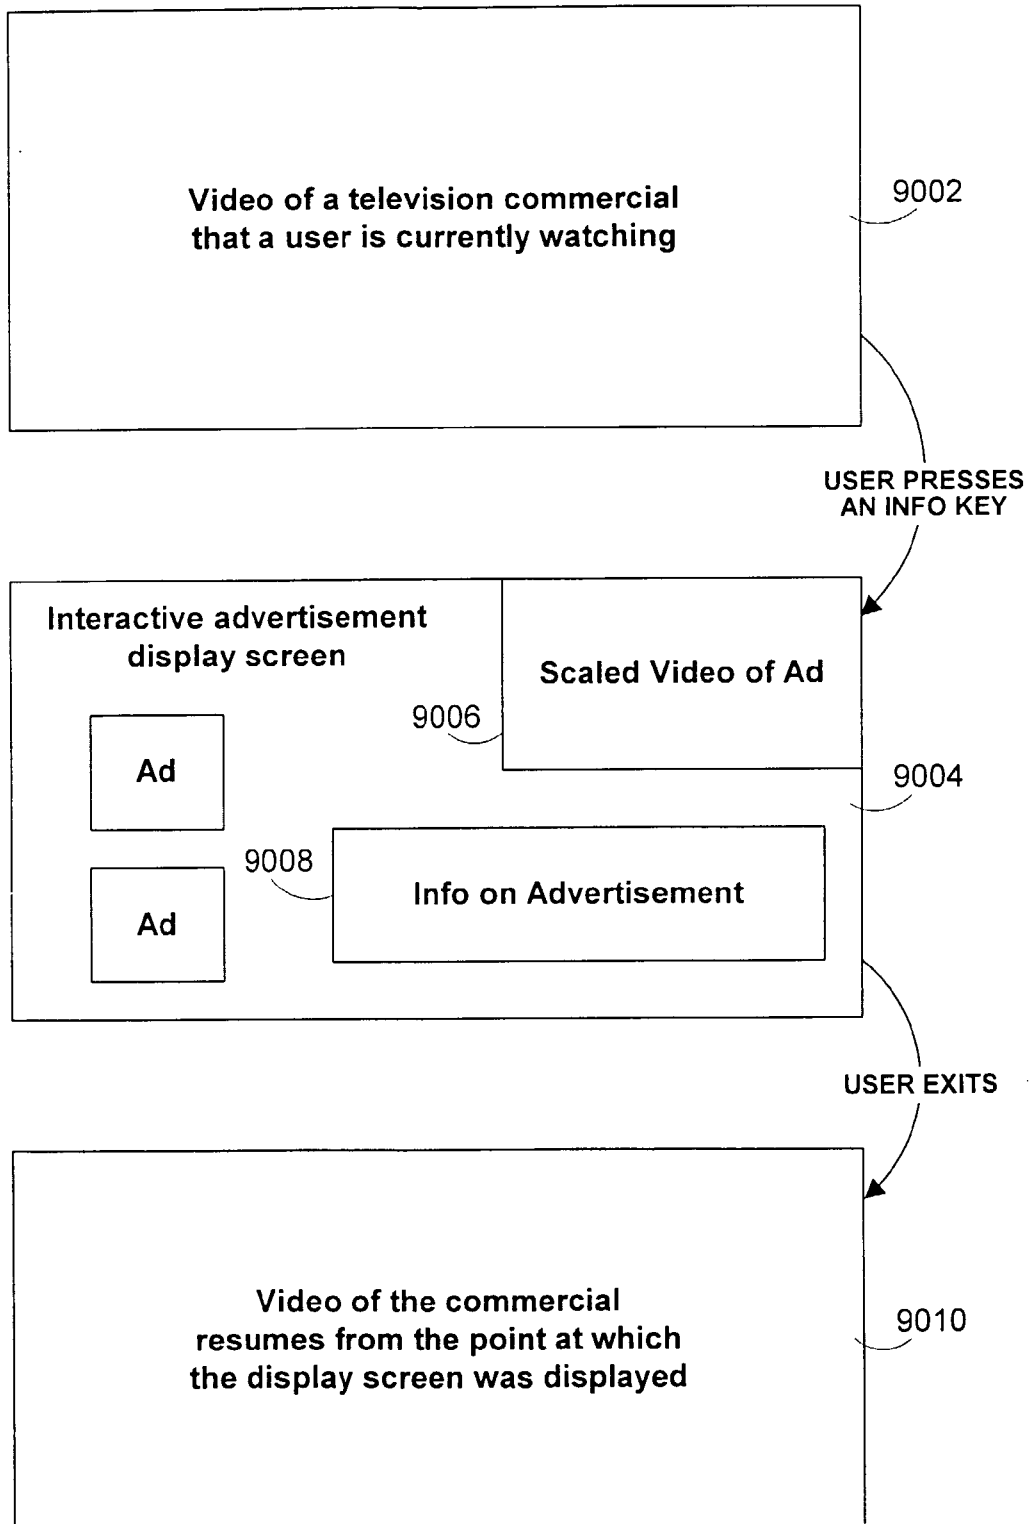 Video of a television commercial
that a user is currently watching
9002
USER PRESSES
AN INFO KEY
Interactive advertisement
display screen
Scaled Video of Ad
9006
9004
Ad
9008
Info on Advertisement
Ad
USER EXITS
Video of the commercial
resumes from the point at which
the display screen was displayed
9010